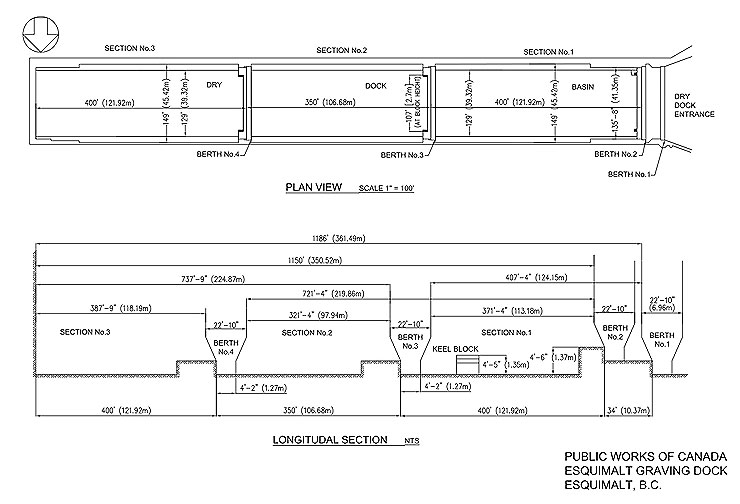 SECTION No.3
SECTION No.2
SECTION No.1
DRY
DOCK
BASIN
400' (121.92m)
149' (45.42m)
129' (39.32m)
350' (106.68m)
107' [2.7m]
(AT BLOCK HEIGHT)
129' (39.32m)
400' (121.92m)
149' (45.42m)
135'-8" (41.35m)
DRY
DOCK
ENTRANCE
BERTH No.4
BERTH No.3
BERTH No.2
BERTH No.1
PLAN VIEW SCALE 1" = 100'
1186' (361.49m)
1150' (350.52m)
737'-9" (224.87m)
407'-4" (124.15m)
721'-4" (219.86m)
387'-9" (118.19m)
321'-4" (97.94m)
371'-4" (113.18m)
22'-10"
22'-10"
22'-10"
22'-10"
(6.96m)
SECTION No.3
BERTH
No.4
SECTION No.2
BERTH
No.3
SECTION No.1
BERTH
No.2
BERTH
No.1
KEEL BLOCK
4'-5" (1.35m)
4'-6" (1.37m)
4'-2" (1.27m)
4'-2" (1.27m)
400' (121.92m)
350' (106.68m)
400' (121.92m)
34' (10.37m)
LONGITUDAL SECTION NTS
PUBLIC WORKS OF CANADA
ESQUIMALT GRAVING DOCK
ESQUIMALT, B.C.